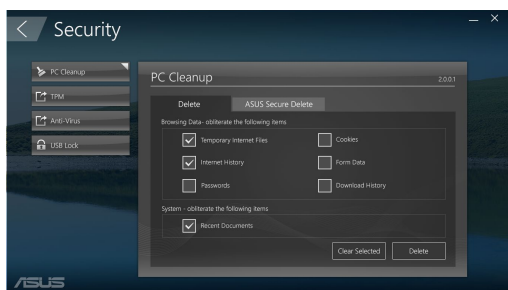 Security
PC Cleanup
TPM
Anti-Virus
USB Lock
PC Cleanup
2.0.0.1
Delete
ASUS Secure Delete
Browsing Data- obliterate the following items
Temporary Internet Files
Cookies
Internet History
Form Data
Passwords
Download History
System - obliterate the following items
Recent Documents
Clear Selected
Delete
ASUS